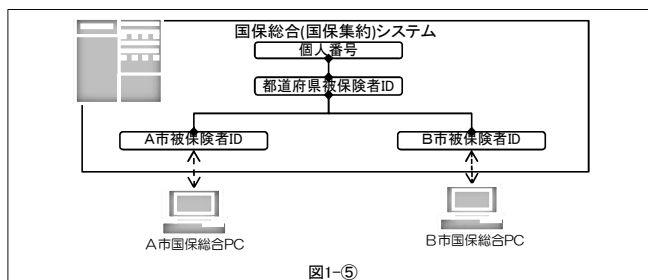 国保総合(国保集約)システム
個人番号
都道府県被保険者ID
A市被保険者ID
B市被保険者ID
A市国保総合PC
B市国保総合PC
図1-⑤